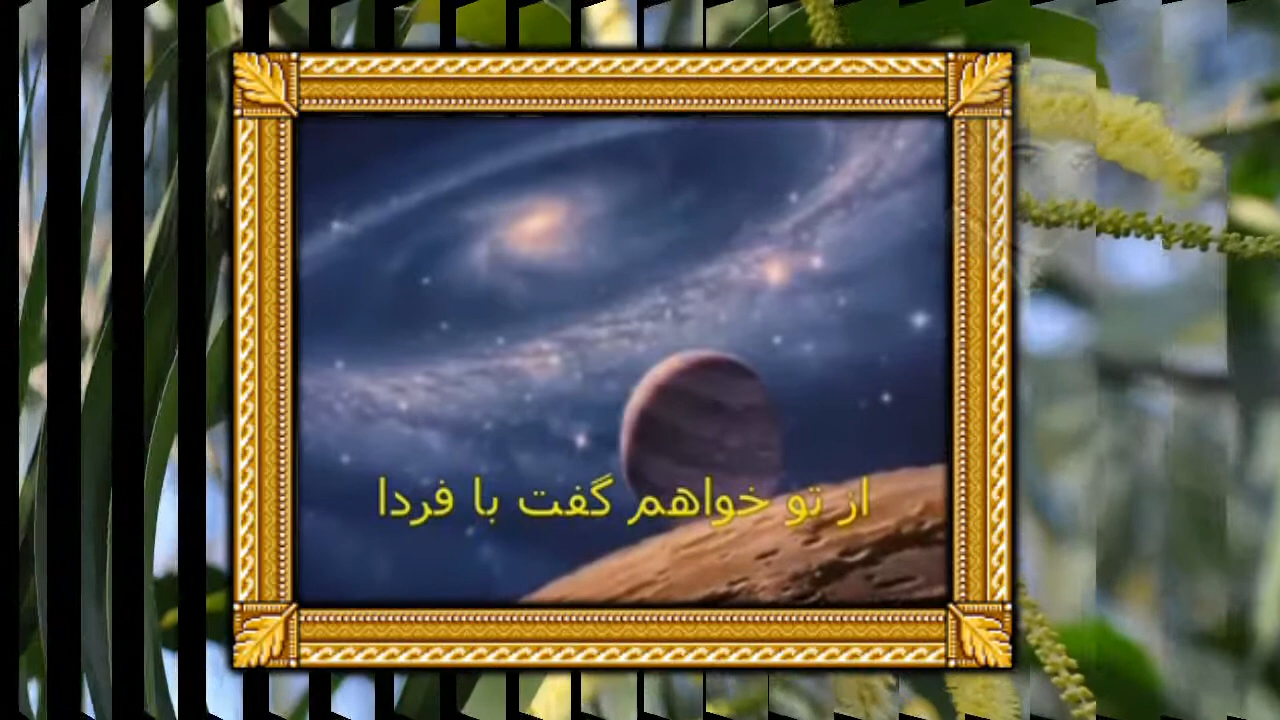 از تو خواهم گفت با فردا